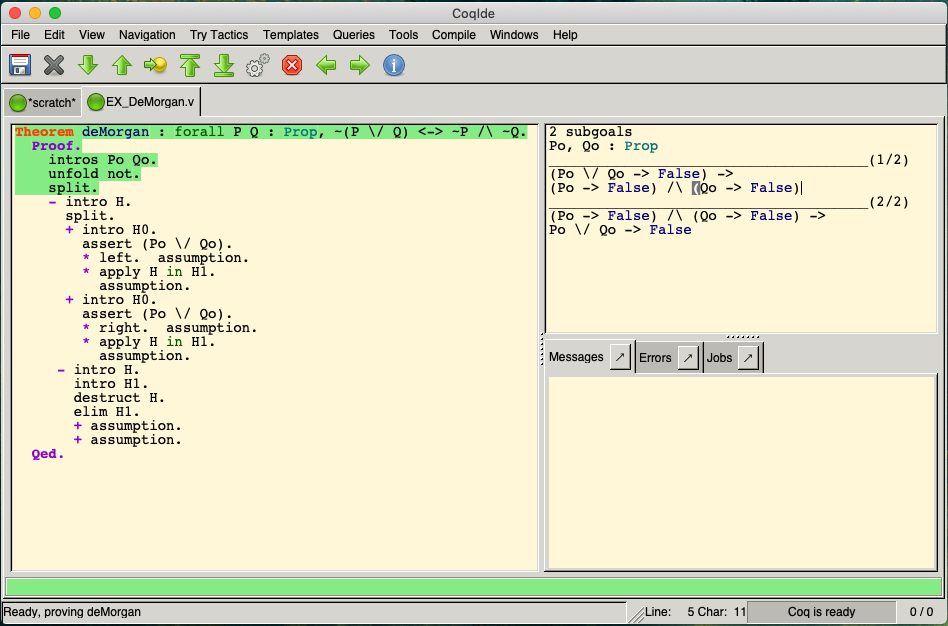 CoqIde
File Edit View Navigation Try Tactics Templates Queries Tools Compile Windows Help
*scratch* EX_DeMorgan.v
Theorem deMorgan : forall P Q : Prop, ~(P \/ Q) <-> ~P /\ ~Q.
  Proof.
    intros Po Qo.
    unfold not.
    split.
    - intro H.
      split.
      + intro H0.
        assert (Po \/ Qo).
        * left.  assumption.
        * apply H in H1.
          assumption.
      + intro H0.
        assert (Po \/ Qo).
        * right.  assumption.
        * apply H in H1.
          assumption.
     - intro H.
       intro H1.
       destruct H.
       elim H1.
       + assumption.
       + assumption.
  Qed.
2 subgoals
Po, Qo : Prop
______________________________________(1/2)
(Po \/ Qo -> False) ->
(Po -> False) /\ (Qo -> False)
______________________________________(2/2)
(Po -> False) /\ (Qo -> False) ->
Po \/ Qo -> False
Messages Errors Jobs
Ready, proving deMorgan
Line: 5 Char: 11 Coq is ready 0 / 0